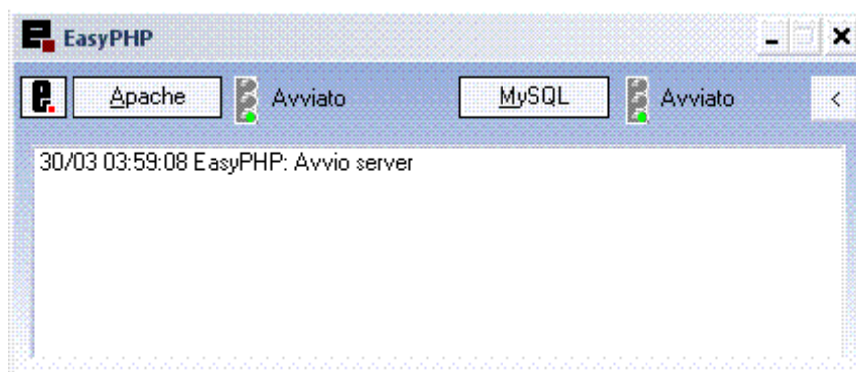 EasyPHP
Apache Avviato MySQL Avviato <
30/03 03:59:08 EasyPHP: Avvio server